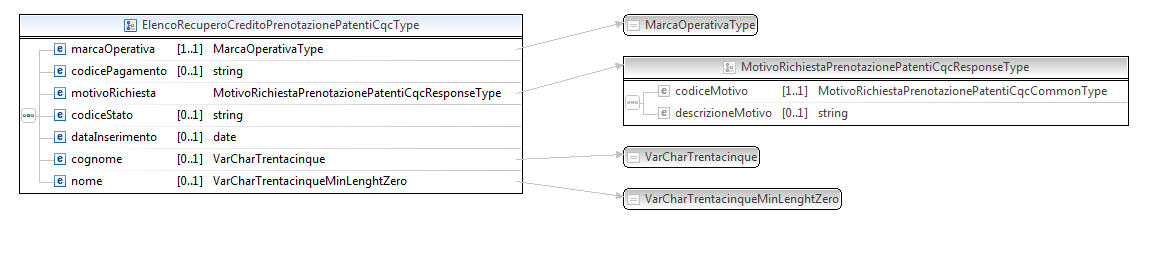 ElencoRecuperoCreditoPrenotazionePatentiCqcType
marcaOperativa [1..1] MarcaOperativaType
codicePagamento [0..1] string
motivoRichiesta MotivoRichiestaPrenotazionePatentiCqcResponseType
codiceStato [0..1] string
dataInserimento [0..1] date
cognome [0..1] VarCharTrentacinque
nome [0..1] VarCharTrentacinqueMinLenghtZero
MarcaOperativaType
MotivoRichiestaPrenotazionePatentiCqcResponseType
codiceMotivo [1..1] MotivoRichiestaPrenotazionePatentiCqcCommonType
descrizioneMotivo [0..1] string
VarCharTrentacinque
VarCharTrentacinqueMinLenghtZero